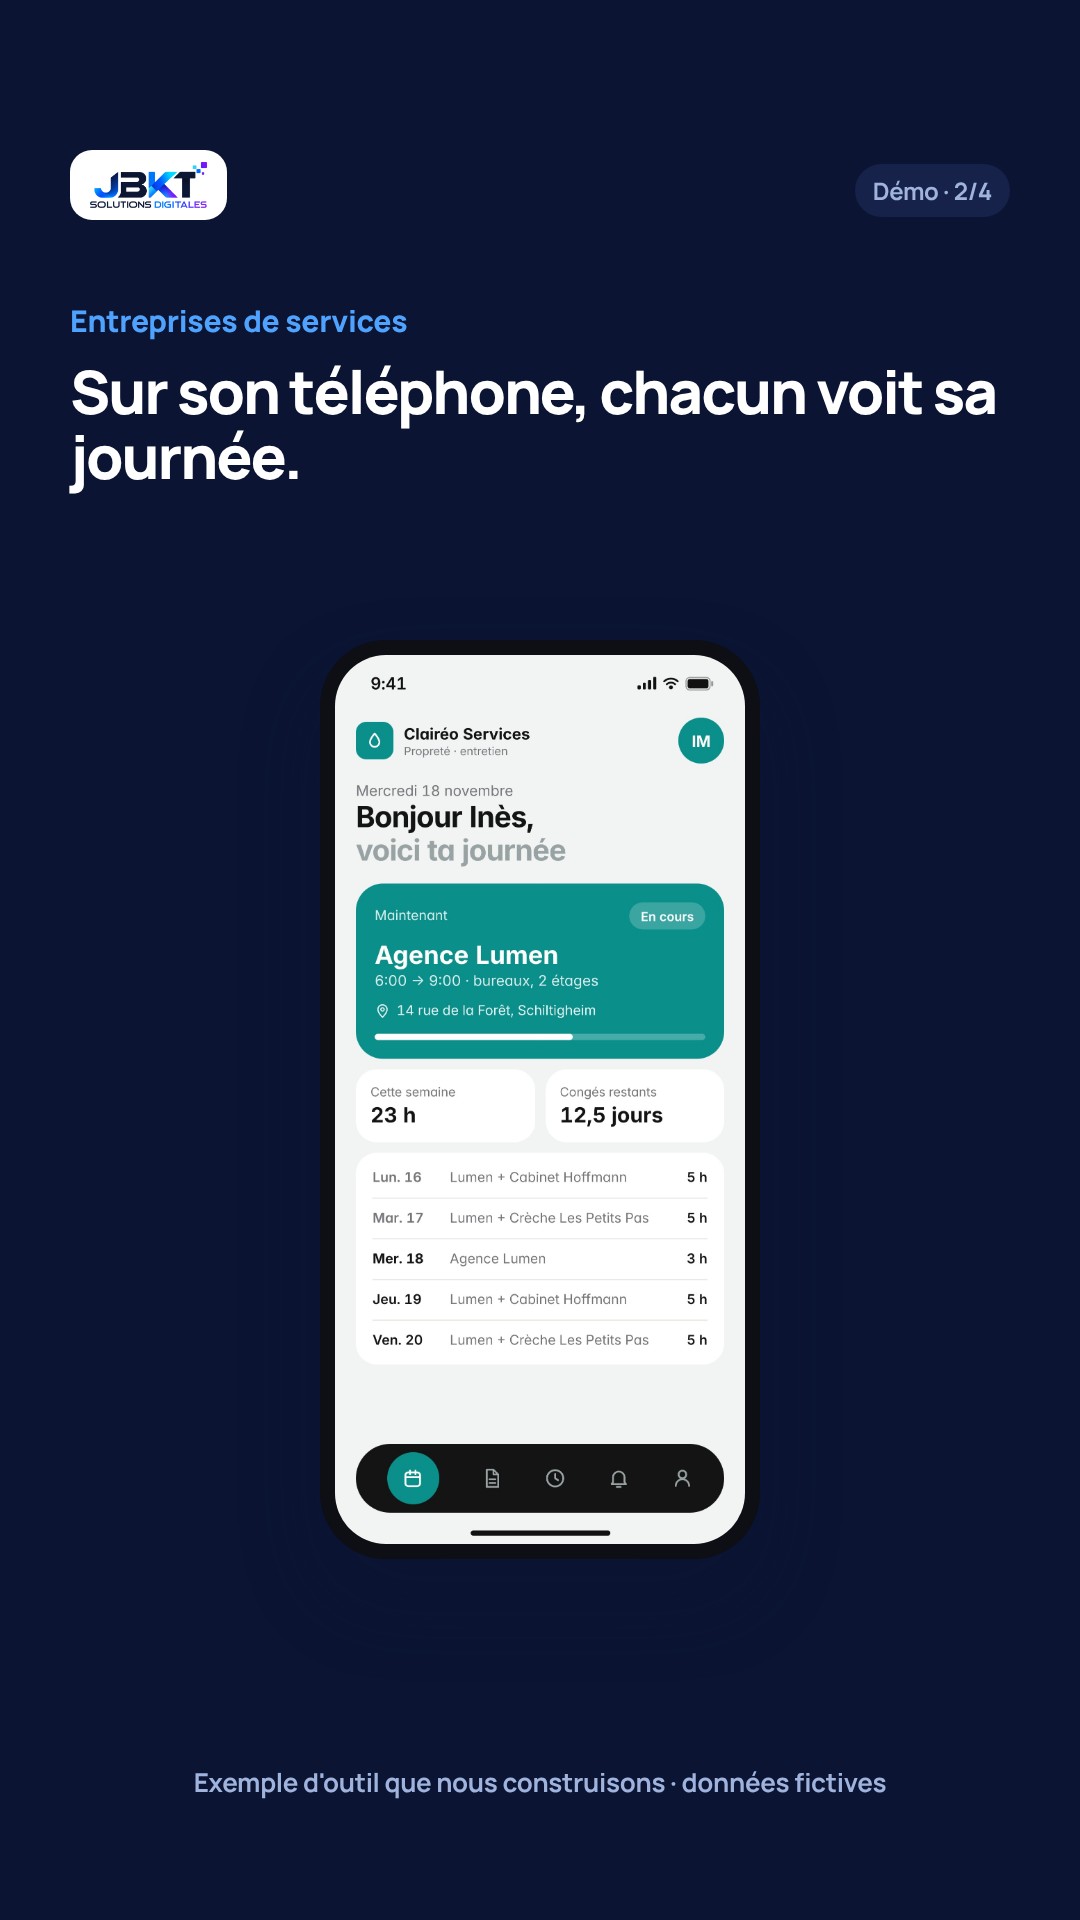 JBKT
SOLUTIONS DIGITALES
Démo · 2/4
Entreprises de services
Sur son téléphone, chacun voit sa
journée.
9:41
Clairéo Services
Propreté · entretien
IM
Mercredi 18 novembre
Bonjour Inès,
voici ta journée
Maintenant
En cours
Agence Lumen
6:00 → 9:00 · bureaux, 2 étages
14 rue de la Forêt, Schiltigheim
Cette semaine
23 h
Congés restants
12,5 jours
Lun. 16 Lumen + Cabinet Hoffmann 5 h
Mar. 17 Lumen + Crèche Les Petits Pas 5 h
Mer. 18 Agence Lumen 3 h
Jeu. 19 Lumen + Cabinet Hoffmann 5 h
Ven. 20 Lumen + Crèche Les Petits Pas 5 h
Exemple d'outil que nous construisons · données fictives